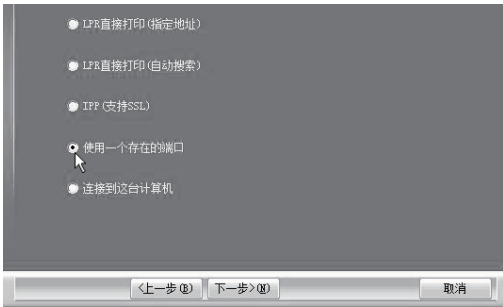 LPR直接打印(指定地址)
LPR直接打印(自动搜索)
IPP(支持SSL)
使用一个存在的端口
连接到这台计算机
<上一步(B) 下一步>(N) 取消